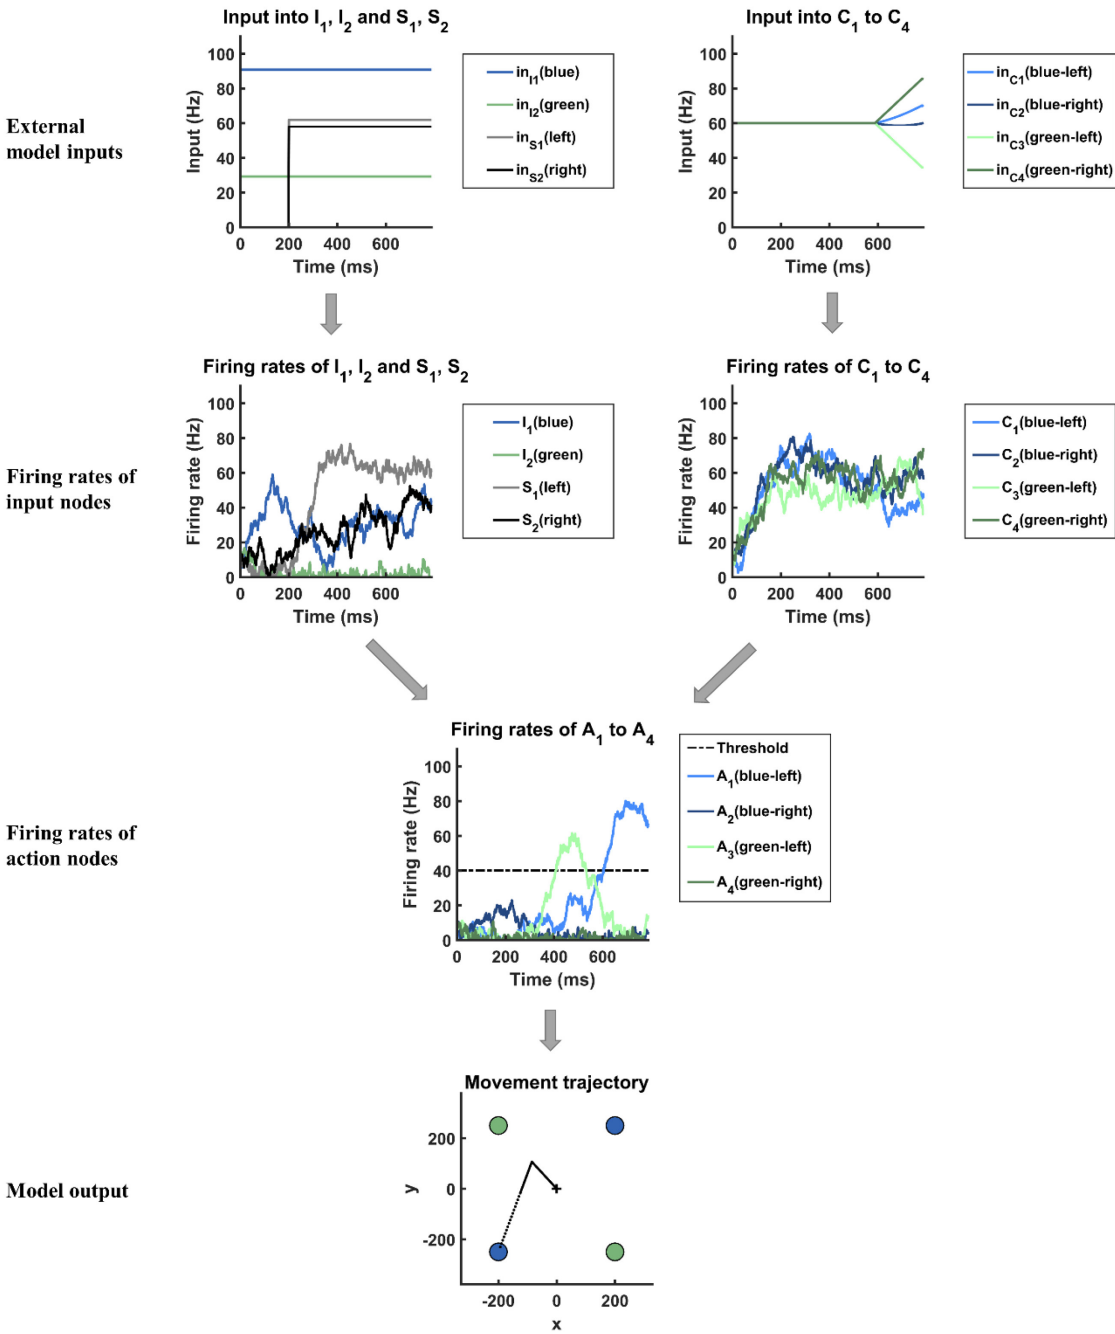 Input into I1, I2 and S1, S2
Input into C1 to C4
External
model inputs
Input (Hz)
100
80
60
40
20
0
0 200 400 600
Time (ms)
inI1(blue)
inI2(green)
inS1(left)
inS2(right)
Input (Hz)
100
80
60
40
20
0
0 200 400 600
Time (ms)
inC1(blue-left)
inC2(blue-right)
inC3(green-left)
inC4(green-right)
Firing rates of I1, I2 and S1, S2
Firing rates of C1 to C4
Firing rates of
input nodes
Firing rate (Hz)
100
80
60
40
20
0
0 200 400 600
Time (ms)
I1(blue)
I2(green)
S1(left)
S2(right)
Firing rate (Hz)
100
80
60
40
20
0
0 200 400 600
Time (ms)
C1(blue-left)
C2(blue-right)
C3(green-left)
C4(green-right)
Firing rates of A1 to A4
Firing rates of
action nodes
Firing rate (Hz)
100
80
60
40
20
0
0 200 400 600
Time (ms)
Threshold
A1(blue-left)
A2(blue-right)
A3(green-left)
A4(green-right)
Movement trajectory
Model output
y
200
0
-200
-200 0 200
x